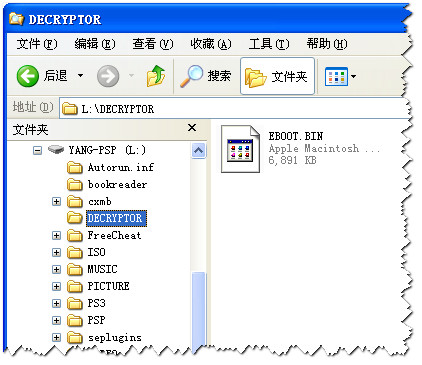 DECRYPTOR
文件(F) 编辑(E) 查看(V) 收藏(A) 工具(T) 帮助(H)
后退 搜索 文件夹
地址(D) L:\DECRYPTOR
文件夹
YANG-PSP (L:)
Autorun.inf
bookreader
cxmb
DECRYPTOR
FreeCheat
ISO
MUSIC
PICTURE
PS3
PSP
seplugins
EBOOT.BIN
Apple Macintosh ...
6,891 KB